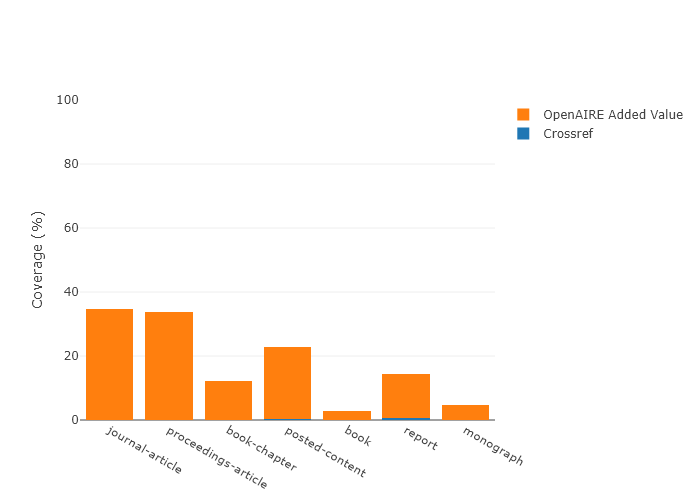 100
80
60
40
20
0
Coverage (%)
journal-article
proceedings-article
book-chapter
posted-content
book
report
monograph
OpenAIRE Added Value
Crossref